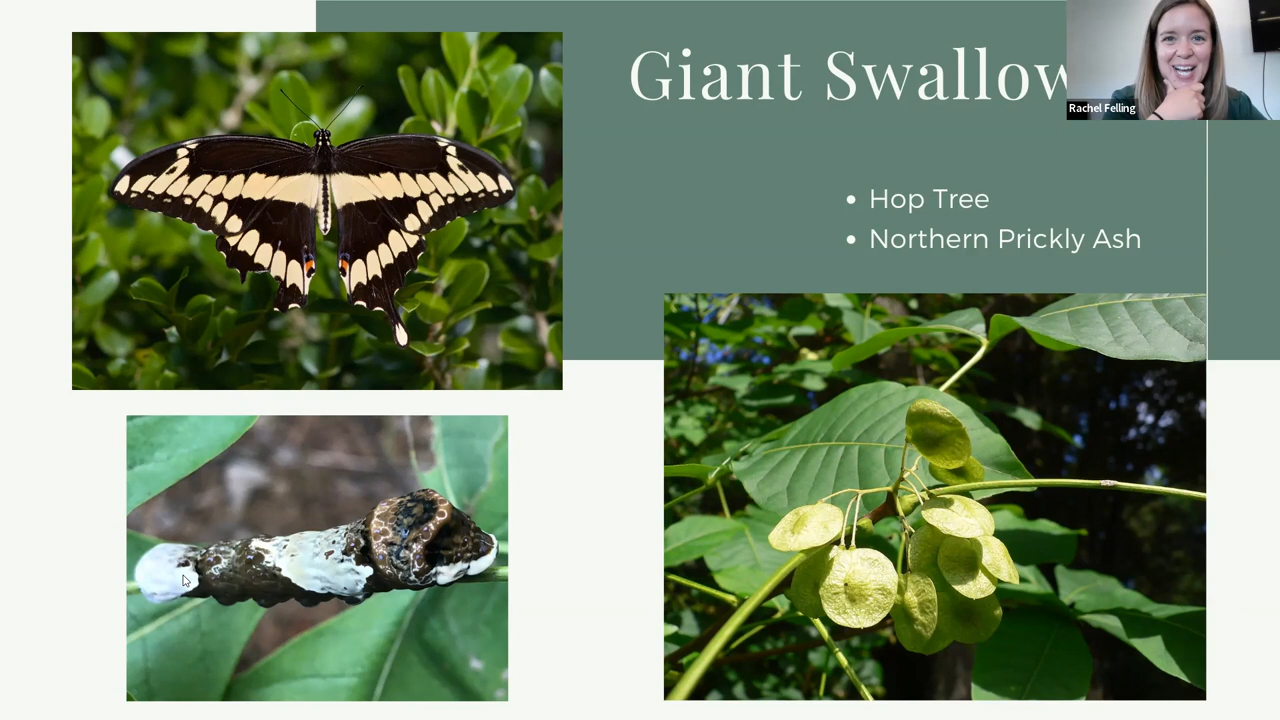 Giant Swallow
Rachel Felling
• Hop Tree
• Northern Prickly Ash